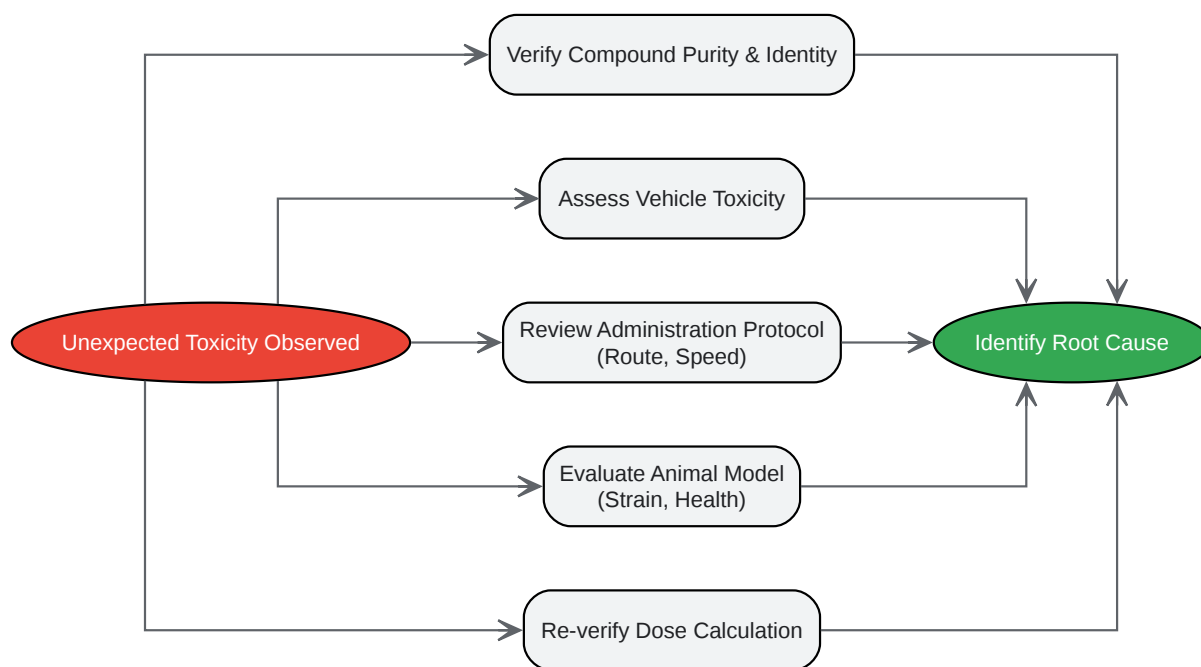 Verify Compound Purity & Identity
Assess Vehicle Toxicity
Unexpected Toxicity Observed
Review Administration Protocol
(Route, Speed)
Identify Root Cause
Evaluate Animal Model
(Strain, Health)
Re-verify Dose Calculation